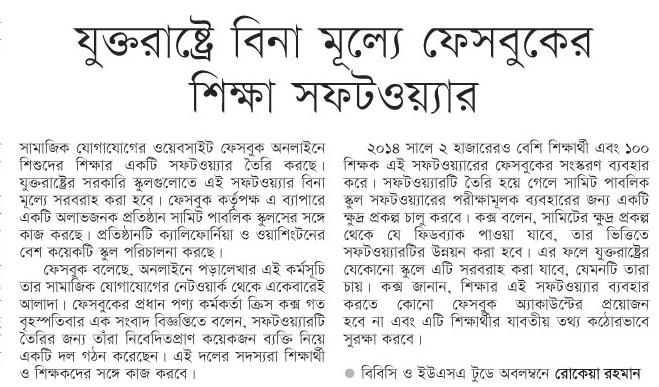 যুক্তরাষ্ট্রে বিনা মূল্যে ফেসবুকের
শিক্ষা সফটওয়্যার
সামাজিক যোগাযোগের ওয়েবসাইট ফেসবুক অনলাইনে
শিশুদের শিক্ষার একটি সফটওয়্যার তৈরি করছে।
যুক্তরাষ্ট্রের সরকারি স্কুলগুলোতে এই সফটওয়্যার বিনা
মূল্যে সরবরাহ করা হবে। ফেসবুক কর্তৃপক্ষ এ ব্যাপারে
একটি অলাভজনক প্রতিষ্ঠান সামিট পাবলিক স্কুলসের সঙ্গে
কাজ করছে। প্রতিষ্ঠানটি ক্যালিফোর্নিয়া ও ওয়াশিংটনের
বেশ কয়েকটি স্কুল পরিচালনা করছে।
ফেসবুক বলেছে, অনলাইনে পড়ালেখার এই কর্মসূচি
তার সামাজিক যোগাযোগের নেটওয়ার্ক থেকে একেবারেই
আলাদা। ফেসবুকের প্রধান পণ্য কর্মকর্তা ক্রিস কক্স গত
বৃহস্পতিবার এক সংবাদ বিজ্ঞপ্তিতে বলেন, সফটওয়্যারটি
তৈরির জন্য তাঁরা নিবেদিতপ্রাণ কয়েকজন ব্যক্তি নিয়ে
একটি দল গঠন করেছেন। এই দলের সদস্যরা শিক্ষার্থী
ও শিক্ষকদের সঙ্গে কাজ করবে।
২০১৪ সালে ২ হাজারেরও বেশি শিক্ষার্থী এবং ১০০
শিক্ষক এই সফটওয়্যারের ফেসবুকের সংস্করণ ব্যবহার
করে। সফটওয়্যারটি তৈরি হয়ে গেলে সামিট পাবলিক
স্কুল সফটওয়্যারের পরীক্ষামূলক ব্যবহারের জন্য একটি
ক্ষুদ্র প্রকল্প চালু করবে। কক্স বলেন, সামিটের ক্ষুদ্র প্রকল্প
থেকে যে ফিডব্যাক পাওয়া যাবে, তার ভিত্তিতে
সফটওয়্যারটির উন্নয়ন করা হবে। এর ফলে যুক্তরাষ্ট্রের
যেকোনো স্কুলে এটি সরবরাহ করা যাবে, যেমনটি তারা
চায়। কক্স জানান, শিক্ষার এই সফটওয়্যার ব্যবহার
করতে কোনো ফেসবুক অ্যাকাউন্টের প্রয়োজন
হবে না এবং এটি শিক্ষার্থীর যাবতীয় তথ্য কঠোরভাবে
সুরক্ষা করবে।
● বিবিসি ও ইউএসএ টুডে অবলম্বনে রোকেয়া রহমান